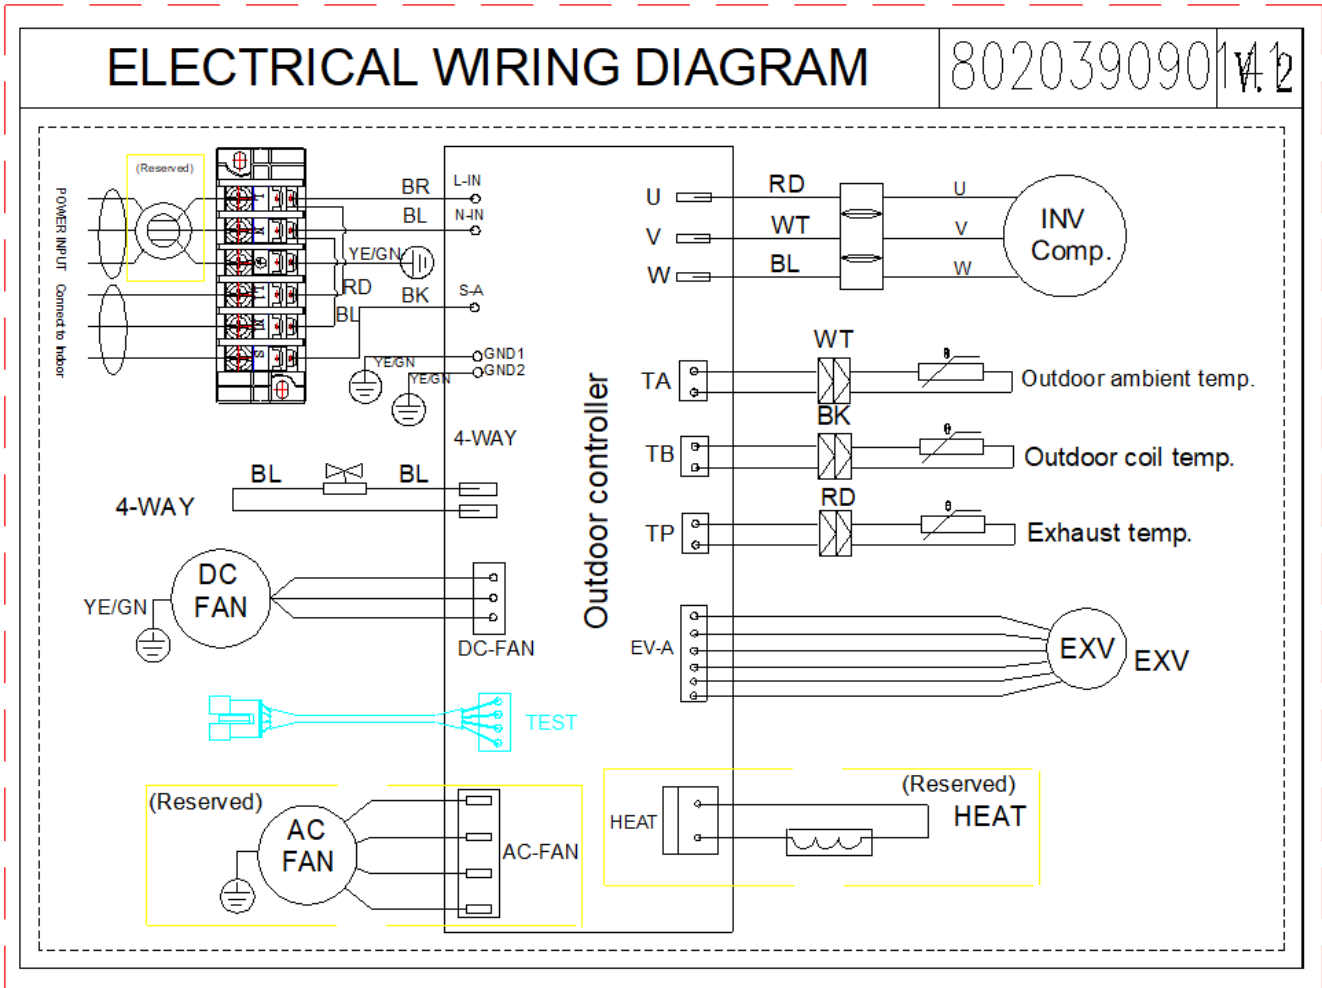 ELECTRICAL WIRING DIAGRAM
V. 2
(Reserved)
POWER INPUT
Connect to Indoor
L
N
L1
N1
S
BR
L-IN
BL
N-IN
YE/GN
RD
BK
S-A
BL
YE/GN
GND1
YE/GN
GND2
4-WAY
BL
BL
4-WAY
DC
FAN
YE/GN
DC-FAN
TEST
(Reserved)
AC
FAN
AC-FAN
Outdoor controller
U
RD
U
V
WT
V
W
BL
W
INV
Comp.
WT
TA
θ
Outdoor ambient temp.
BK
TB
θ
Outdoor coil temp.
RD
TP
θ
Exhaust temp.
EV-A
EXV
EXV
(Reserved)
HEAT
HEAT